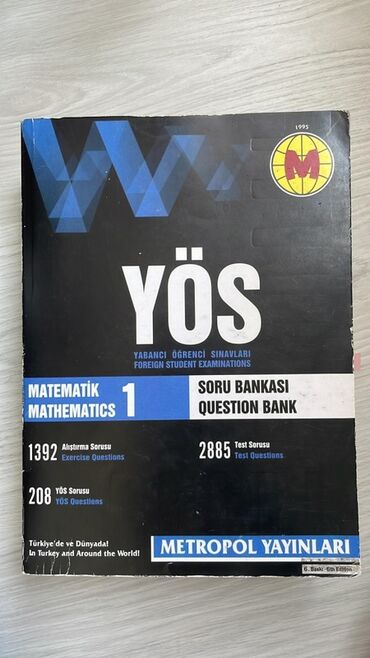 1995
M
YÖS
YABANCI ÖĞRENCİ SINAVLARI
FOREIGN STUDENT EXAMINATIONS
MATEMATİK
MATHEMATICS 1
SORU BANKASI
QUESTION BANK
1392 Alıştırma Sorusu
Exercise Questions
2885 Test Sorusu
Test Questions
208 YÖS Sorusu
YÖS Questions
Türkiye'de ve Dünyada!
In Turkey and Around the World!
METROPOL YAYINLARI
6. Baskı - 6th Edition